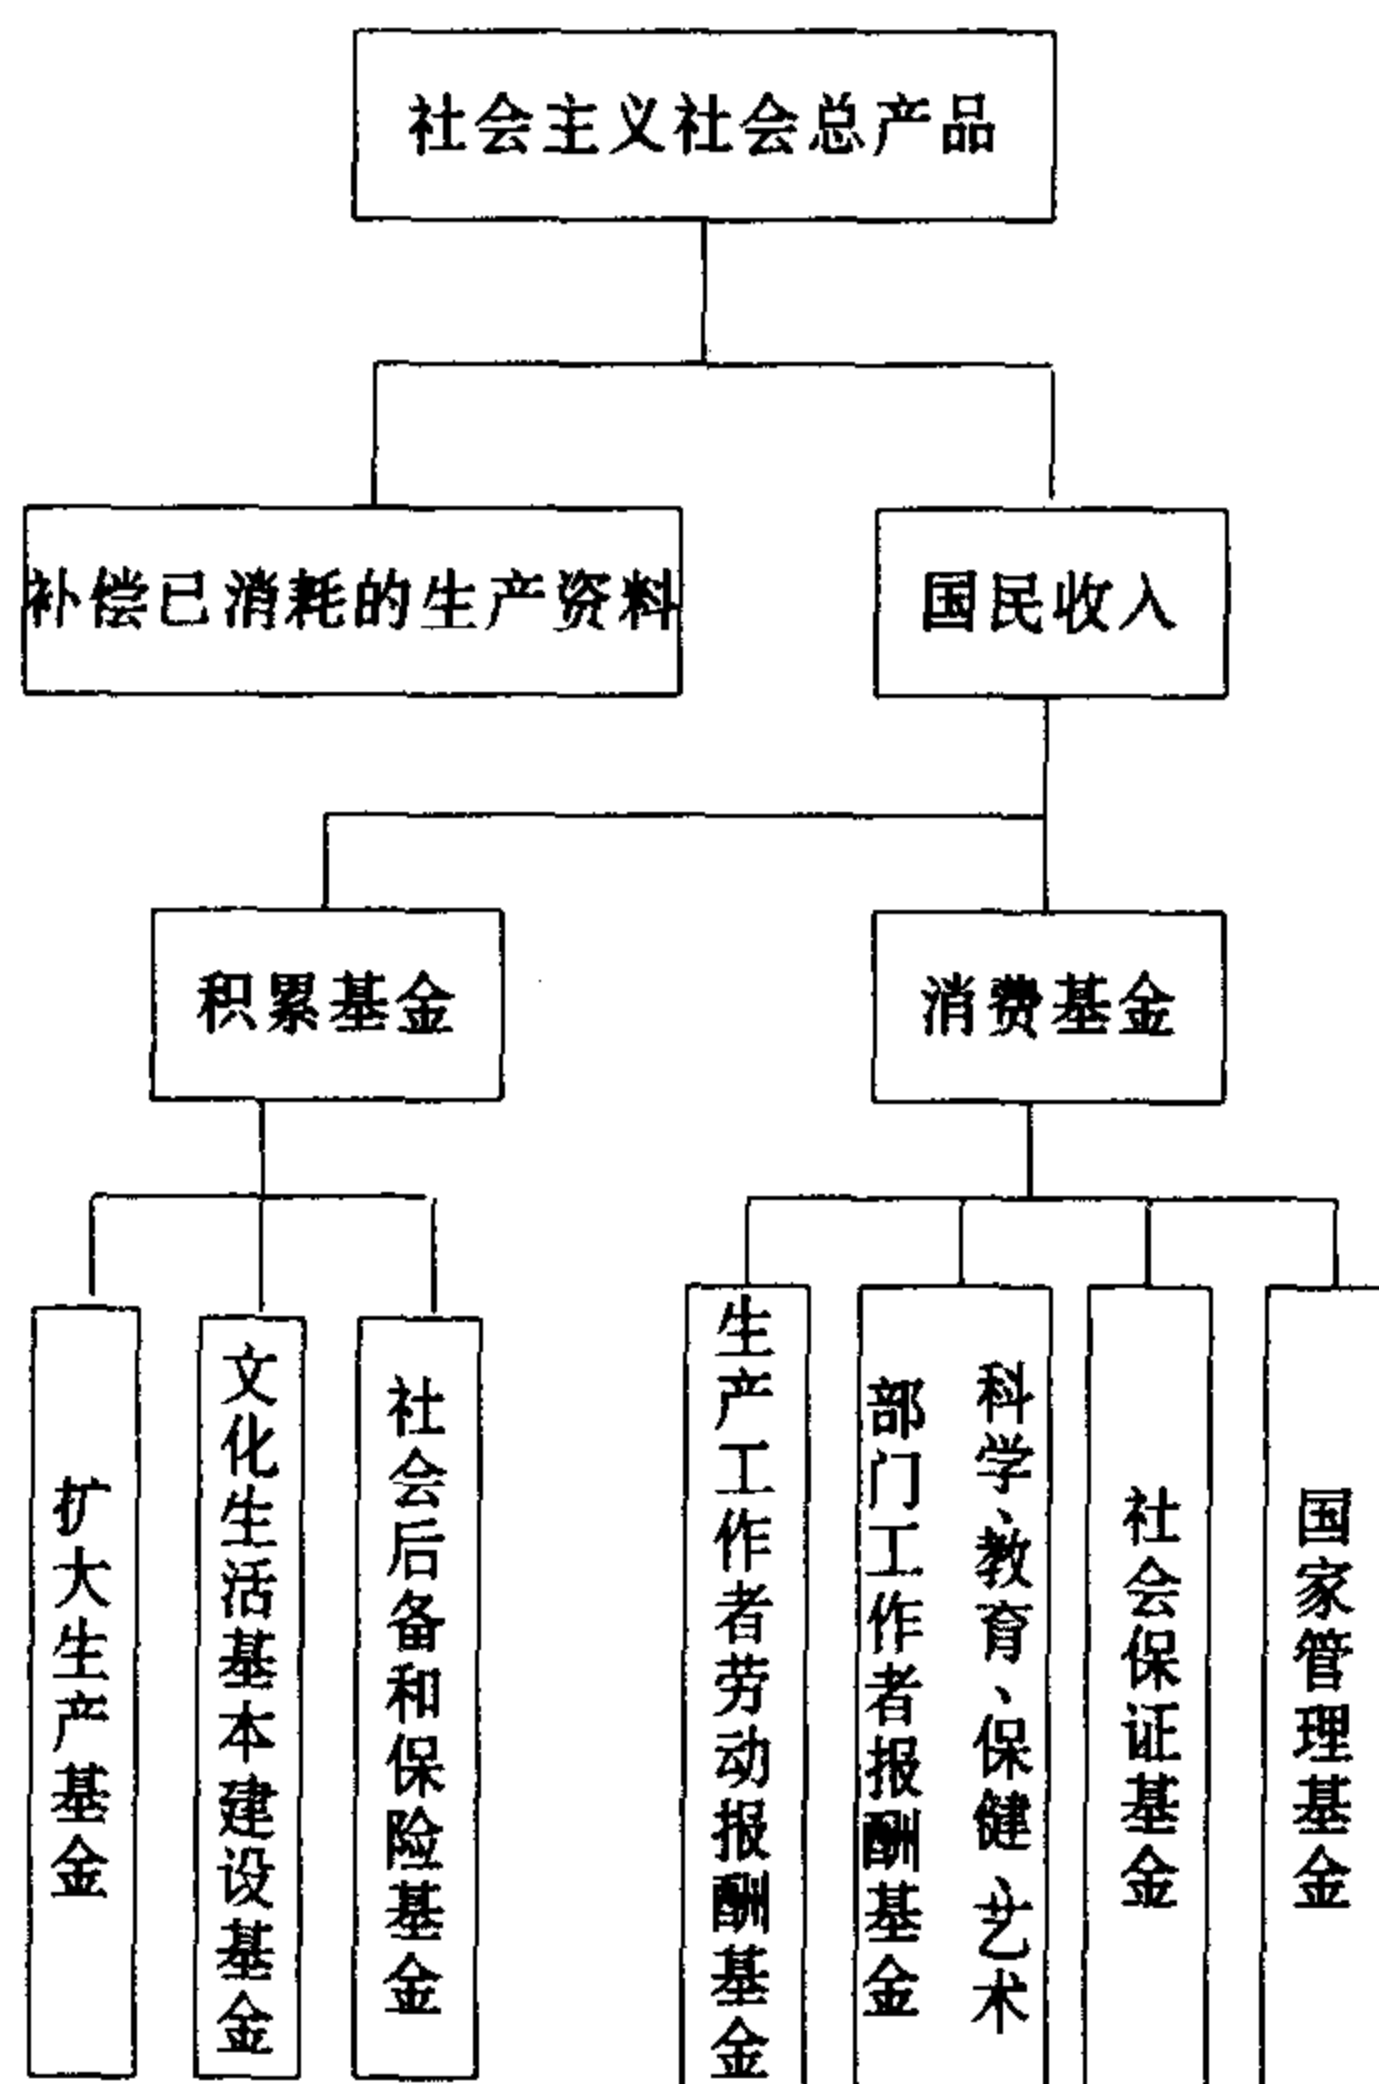 社会主义社会总产品
补偿已消耗的生产资料
国民收入
积累基金
消费基金
扩大生产基金
文化生活基本建设基金
社会后备和保险基金
生产工作者劳动报酬基金
科学、教育、保健、艺术
部门工作者报酬基金
社会保证基金
国家管理基金